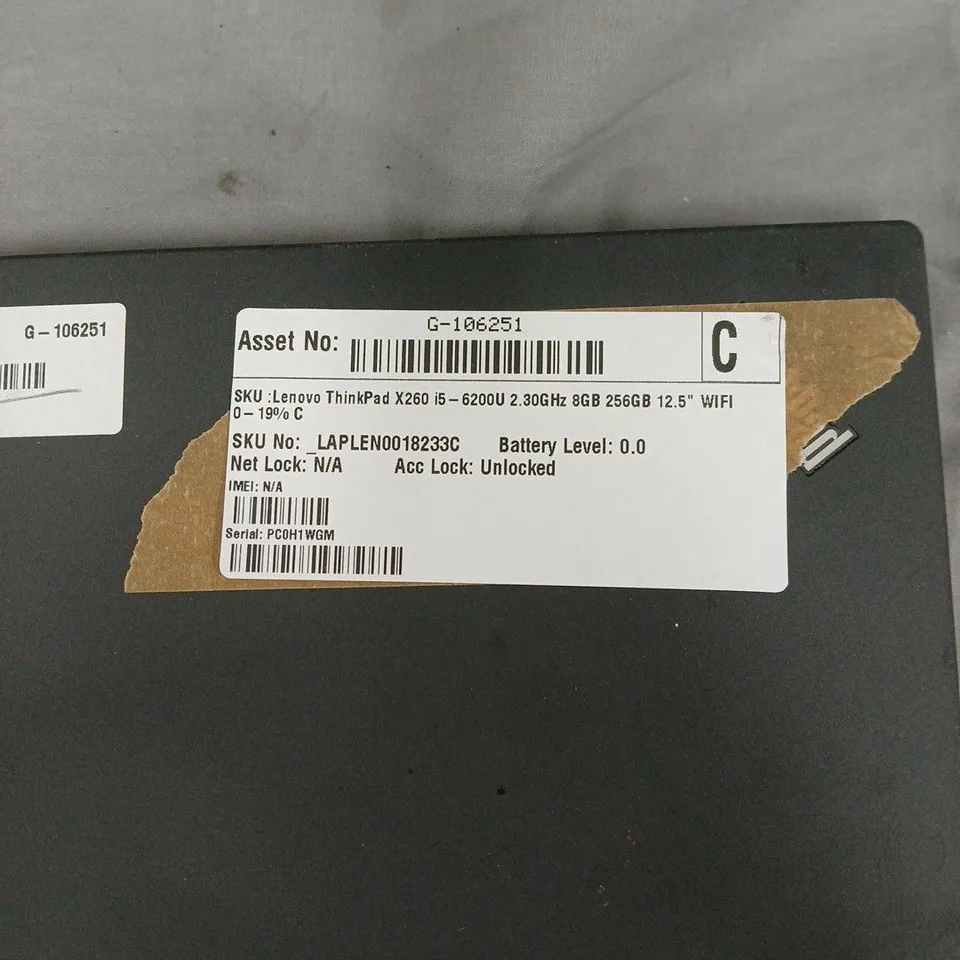 G-106251
G-106251
Asset No:
C
SKU :Lenovo ThinkPad X260 i5-6200U 2.30GHz 8GB 256GB 12.5" WIFI
0-19% C
SKU No: _LAPLEN0018233C Battery Level: 0.0
Net Lock: N/A Acc Lock: Unlocked
IMEI: N/A
Serial: PC0H1WGM